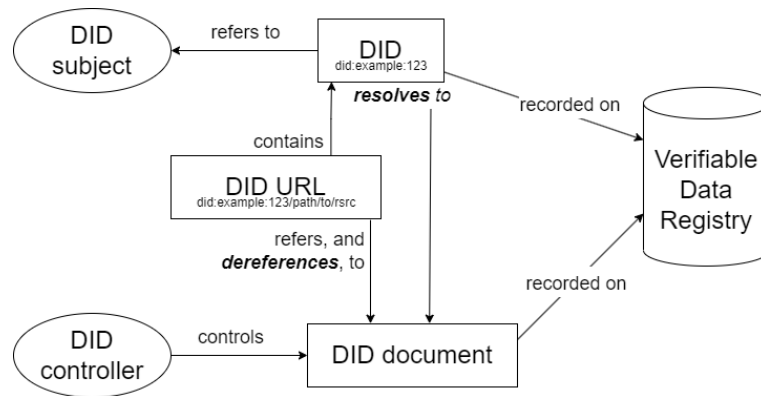 DID
subject
refers to
DID
did:example:123
resolves to
recorded on
contains
Verifiable
Data
Registry
DID URL
did:example:123/path/to/rsrc
refers, and
dereferences, to
recorded on
DID
controller
controls
DID document